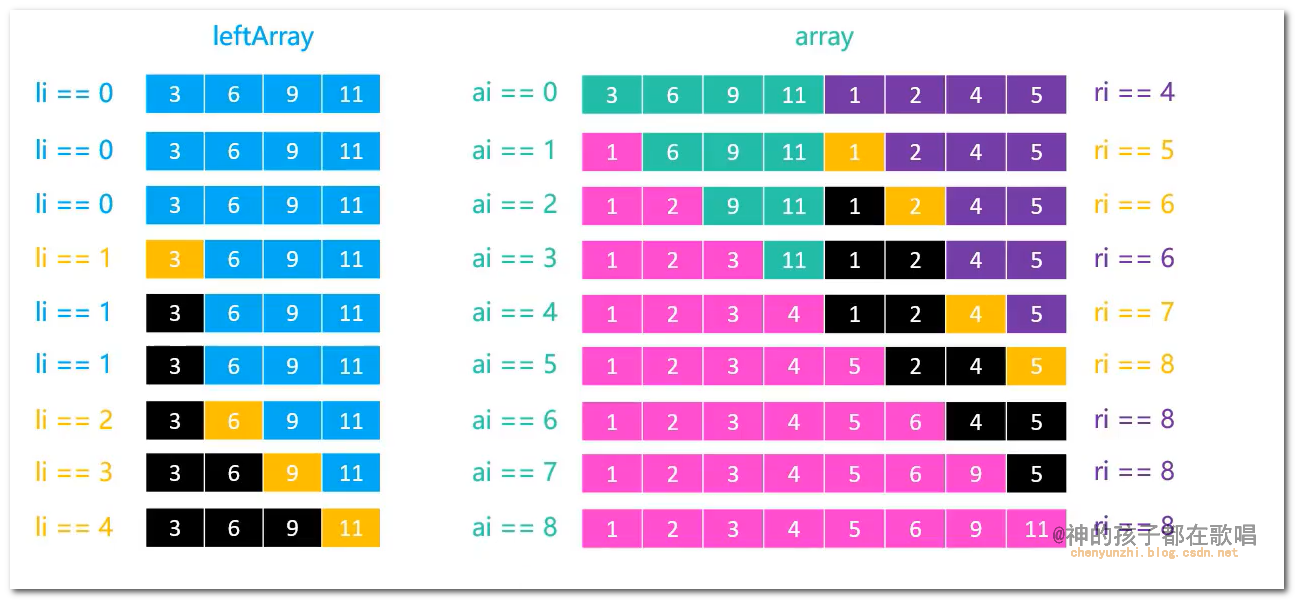 leftArray array
li == 0 3 6 9 11 ai == 0 3 6 9 11 1 2 4 5 ri == 4
li == 0 3 6 9 11 ai == 1 1 6 9 11 1 2 4 5 ri == 5
li == 0 3 6 9 11 ai == 2 1 2 9 11 1 2 4 5 ri == 6
li == 1 3 6 9 11 ai == 3 1 2 3 11 1 2 4 5 ri == 6
li == 1 3 6 9 11 ai == 4 1 2 3 4 1 2 4 5 ri == 7
li == 1 3 6 9 11 ai == 5 1 2 3 4 5 2 4 5 ri == 8
li == 2 3 6 9 11 ai == 6 1 2 3 4 5 6 4 5 ri == 8
li == 3 3 6 9 11 ai == 7 1 2 3 4 5 6 9 5 ri == 8
li == 4 3 6 9 11 ai == 8 1 2 3 4 5 6 9 11 ri == 8
@神的孩子都在歌唱
chenyunzhi.blog.csdn.net